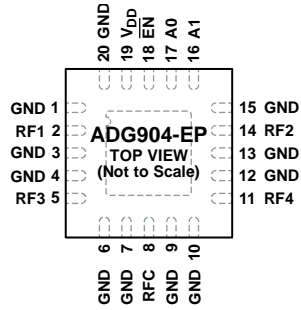 20 GND
19 VDD
18 EN
17 A0
16 A1
GND 1
RF1 2
GND 3
GND 4
RF3 5
ADG904-EP
TOP VIEW
(Not to Scale)
15 GND
14 RF2
13 GND
12 GND
11 RF4
GND 6
GND 7
RFC 8
GND 9
GND 10